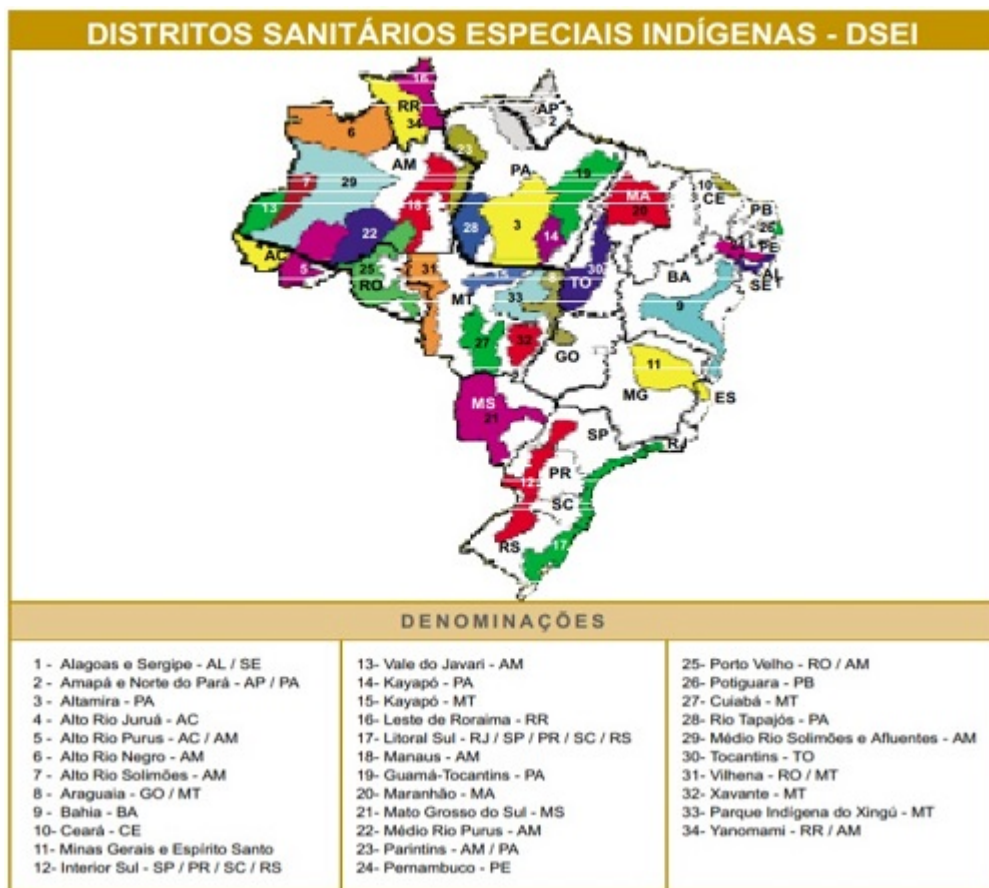 DISTRITOS SANITÁRIOS ESPECIAIS INDÍGENAS - DSEI
16
RR
34
AP
2
6
23
AM
PA
19
7
29
MA
20
10
CE
13
18
28
3
14
PB
26
22
PE
AC
5
25
RO
31
15
30
TO
BA
AL
SE
MT
33
9
27
32
GO
11
MG
ES
MS
21
SP
RJ
PR
12
SC
RS
17
DENOMINAÇÕES
1 - Alagoas e Sergipe - AL / SE
2 - Amapá e Norte do Pará - AP / PA
3 - Altamira - PA
4 - Alto Rio Juruá - AC
5 - Alto Rio Purus - AC / AM
6 - Alto Rio Negro - AM
7 - Alto Rio Solimões - AM
8 - Araguaia - GO / MT
9 - Bahia - BA
10- Ceará - CE
11- Minas Gerais e Espírito Santo
12- Interior Sul - SP / PR / SC / RS
13- Vale do Javari - AM
14- Kayapó - PA
15- Kayapó - MT
16- Leste de Roraima - RR
17- Litoral Sul - RJ / SP / PR / SC / RS
18- Manaus - AM
19- Guamá-Tocantins - PA
20- Maranhão - MA
21- Mato Grosso do Sul - MS
22- Médio Rio Purus - AM
23- Parintins - AM / PA
24- Pernambuco - PE
25- Porto Velho - RO / AM
26- Potiguara - PB
27- Cuiabá - MT
28- Rio Tapajós - PA
29- Médio Rio Solimões e Afluentes - AM
30- Tocantins - TO
31- Vilhena - RO / MT
32- Xavante - MT
33- Parque Indígena do Xingú - MT
34- Yanomami - RR / AM